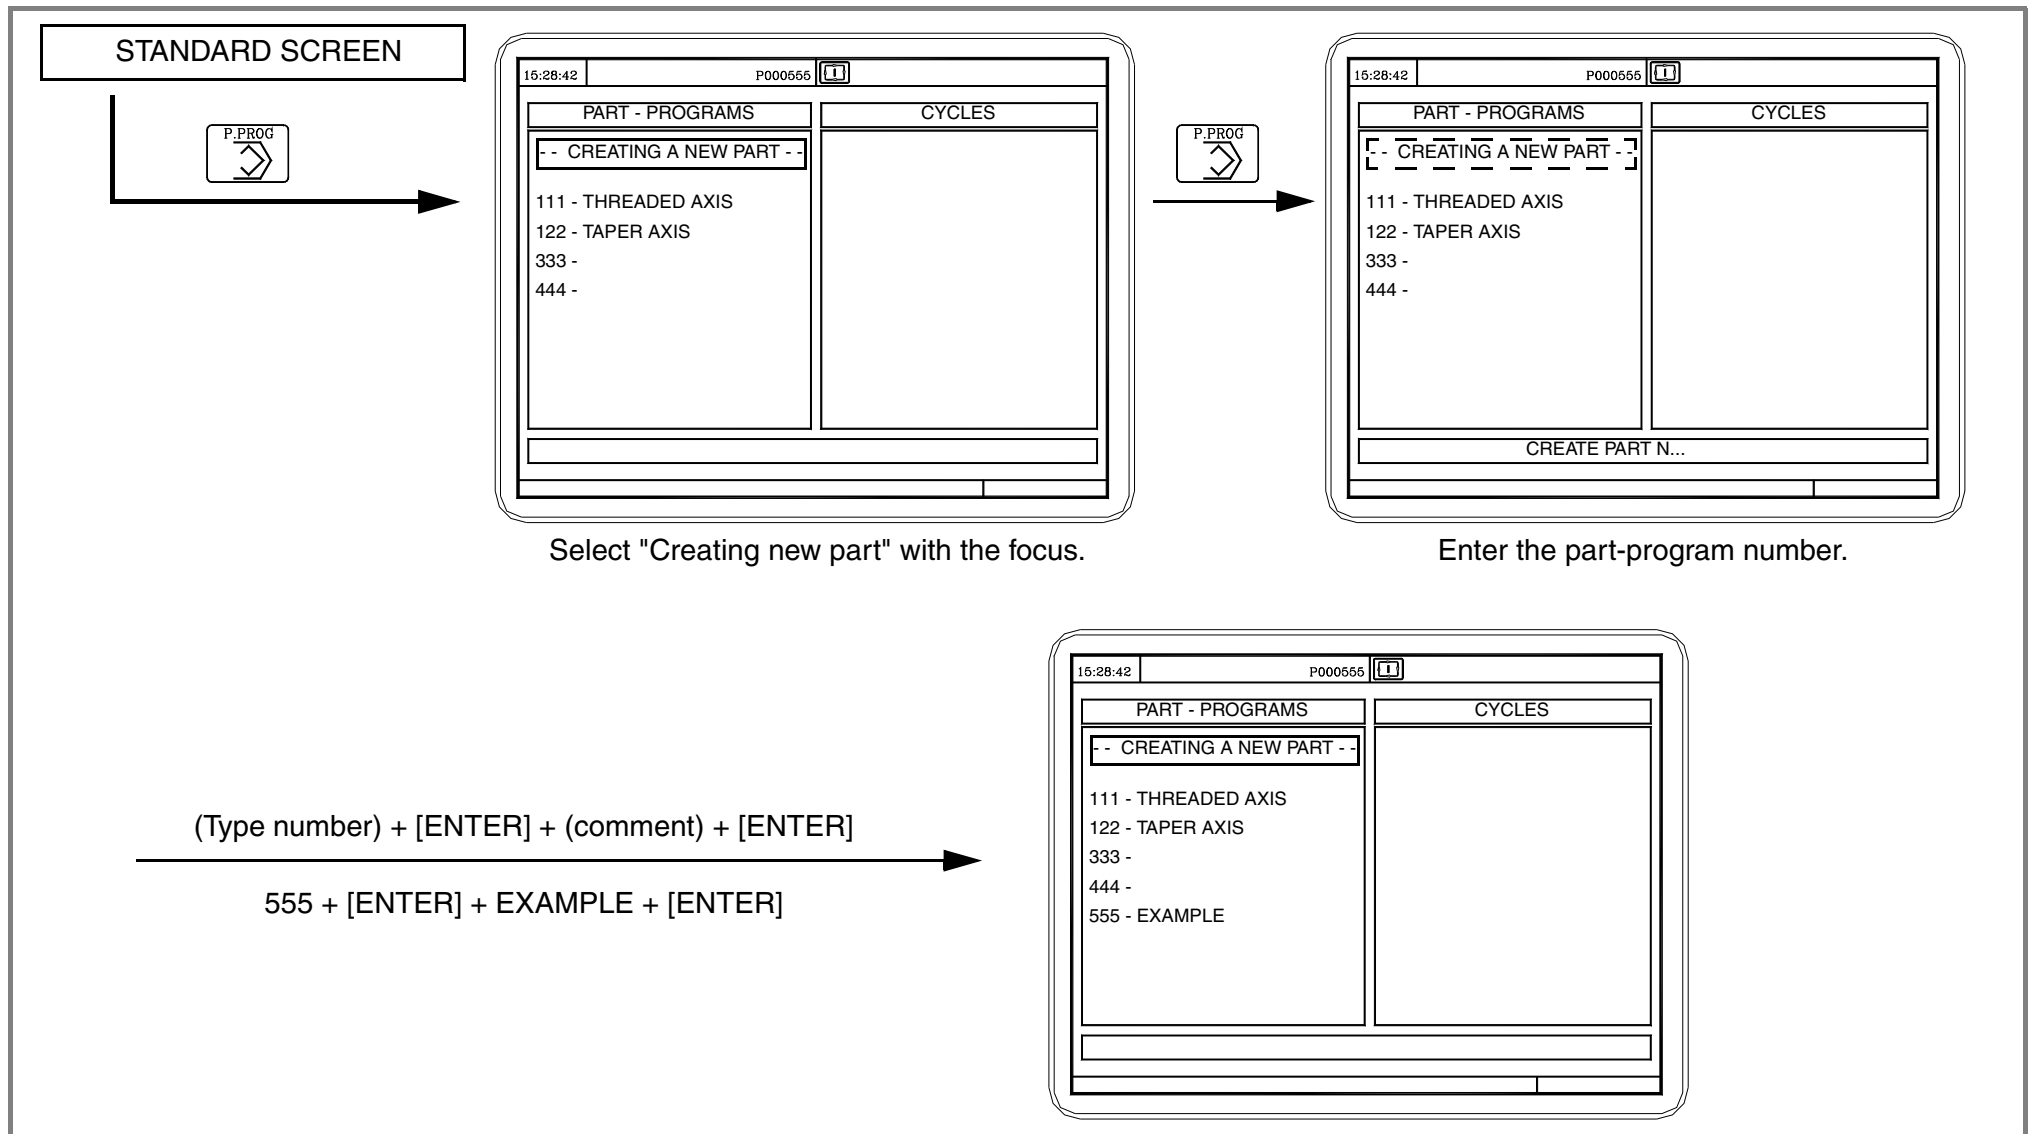 STANDARD SCREEN
P.PROG
15:28:42 P000555
PART - PROGRAMS CYCLES
- - CREATING A NEW PART - -
111 - THREADED AXIS
122 - TAPER AXIS
333 -
444 -
Select "Creating new part" with the focus.
P.PROG
15:28:42 P000555
PART - PROGRAMS CYCLES
- - CREATING A NEW PART - -
111 - THREADED AXIS
122 - TAPER AXIS
333 -
444 -
CREATE PART N...
Enter the part-program number.
(Type number) + [ENTER] + (comment) + [ENTER]
555 + [ENTER] + EXAMPLE + [ENTER]
15:28:42 P000555
PART - PROGRAMS CYCLES
- - CREATING A NEW PART - -
111 - THREADED AXIS
122 - TAPER AXIS
333 -
444 -
555 - EXAMPLE